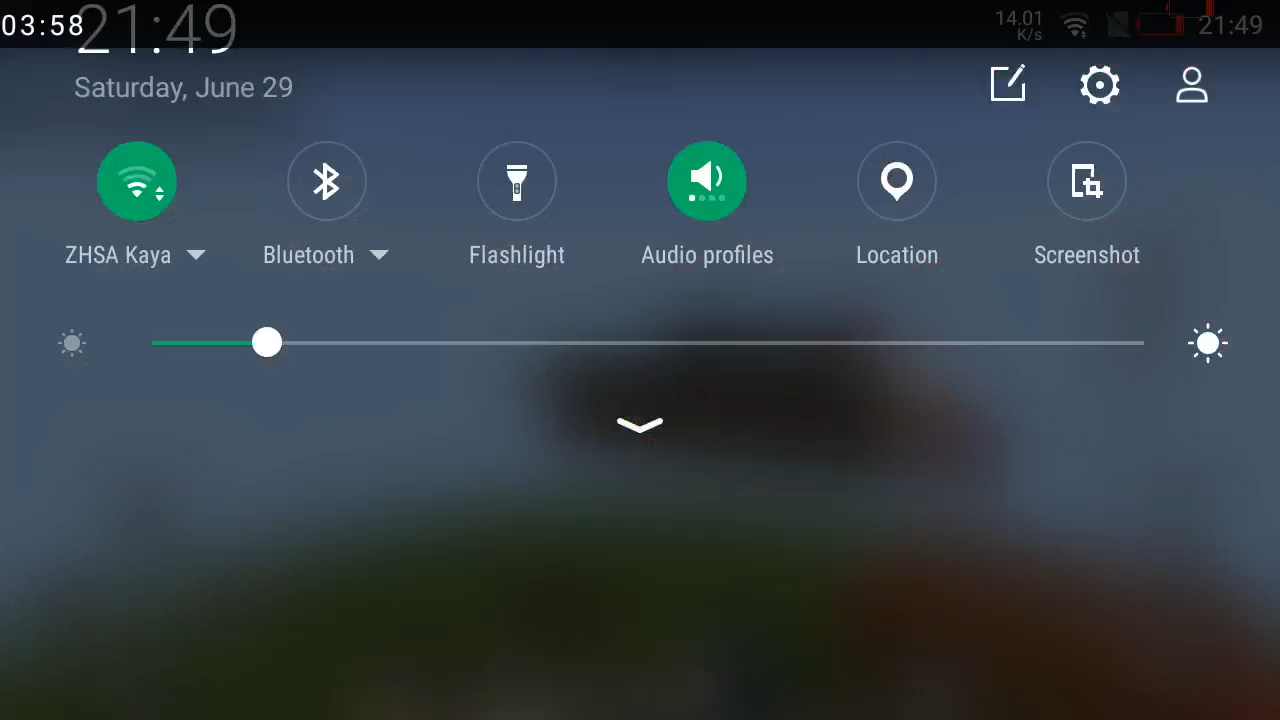 03:58
21:49
14.01
K/s
21:49
Saturday, June 29
ZHSA Kaya
Bluetooth
Flashlight
Audio profiles
Location
Screenshot